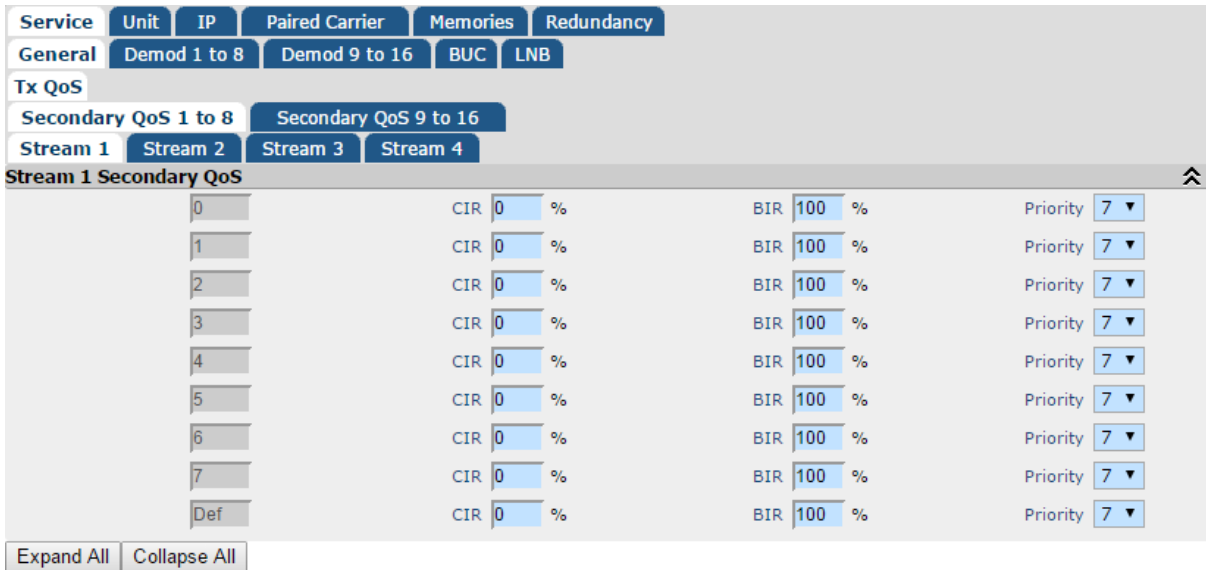 Service Unit IP Paired Carrier Memories Redundancy
General Demod 1 to 8 Demod 9 to 16 BUC LNB
Tx QoS
Secondary QoS 1 to 8 Secondary QoS 9 to 16
Stream 1 Stream 2 Stream 3 Stream 4
Stream 1 Secondary QoS
0 CIR 0 % BIR 100 % Priority 7
1 CIR 0 % BIR 100 % Priority 7
2 CIR 0 % BIR 100 % Priority 7
3 CIR 0 % BIR 100 % Priority 7
4 CIR 0 % BIR 100 % Priority 7
5 CIR 0 % BIR 100 % Priority 7
6 CIR 0 % BIR 100 % Priority 7
7 CIR 0 % BIR 100 % Priority 7
Def CIR 0 % BIR 100 % Priority 7
Expand All Collapse All